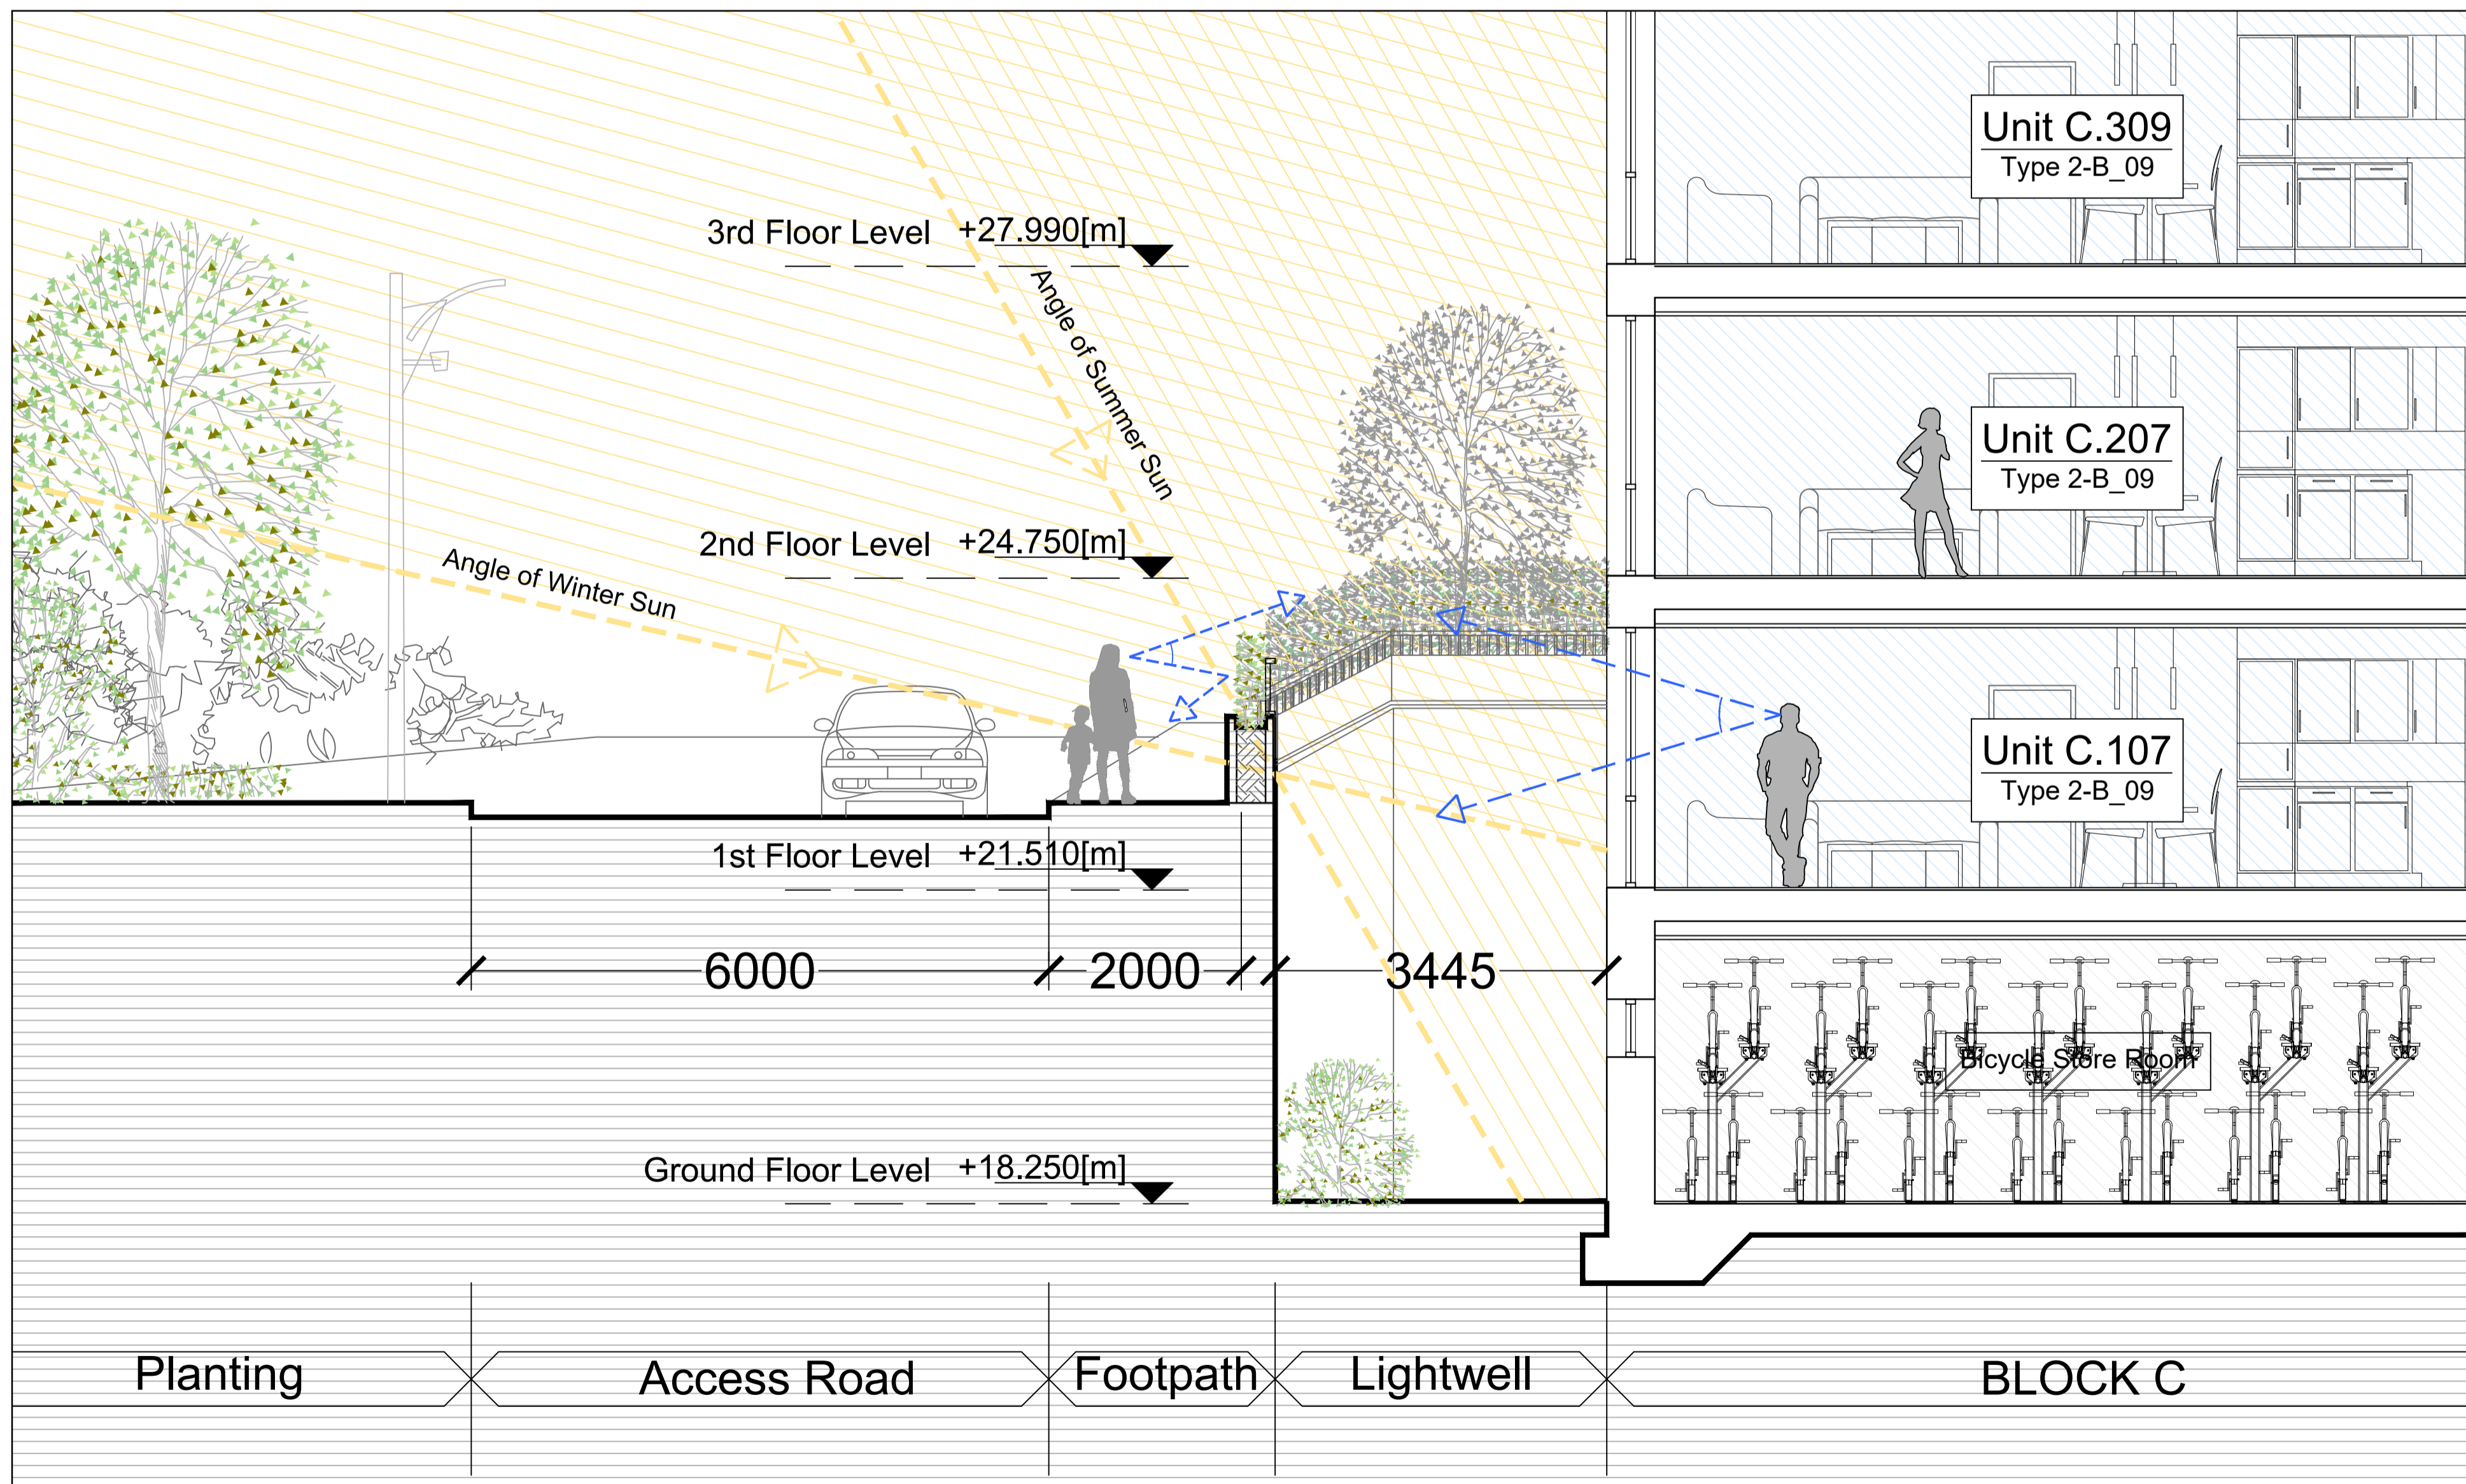 Unit C.309
Type 2-B_09
3rd Floor Level +27.990[m]
Angle of Summer Sun
Unit C.207
Type 2-B_09
2nd Floor Level +24.750[m]
Angle of Winter Sun
Unit C.107
Type 2-B_09
1st Floor Level +21.510[m]
6000 2000 3445
Bicycle Store Room
Ground Floor Level +18.250[m]
Planting Access Road Footpath Lightwell BLOCK C